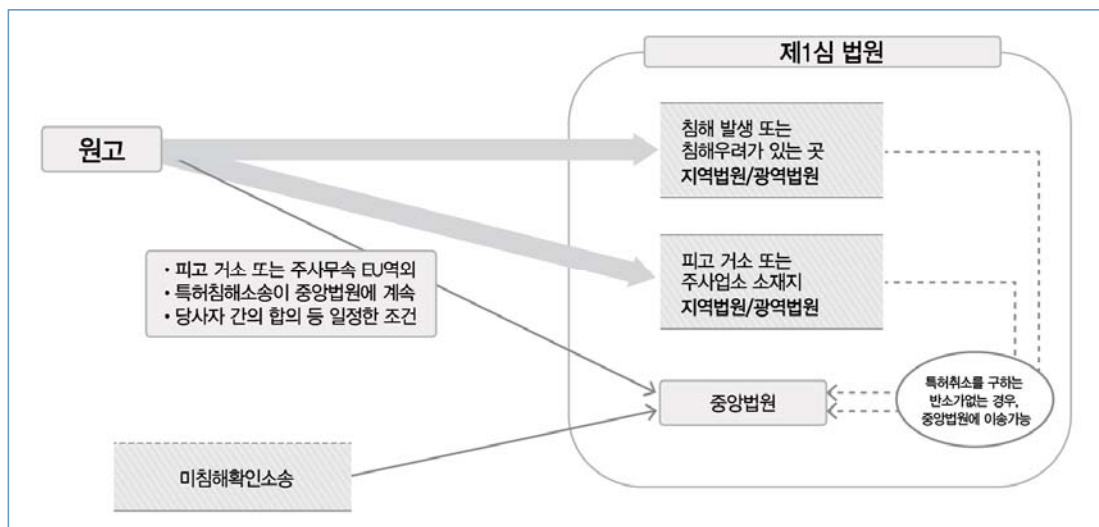 제1심 법원
원고
침해 발생 또는
침해우려가 있는 곳
지역법원/광역법원
· 피고 거소 또는 주사무속 EU역외
· 특허침해소송이 중앙법원에 계속
· 당사자 간의 합의 등 일정한 조건
피고 거소 또는
주사업소 소재지
지역법원/광역법원
중앙법원
특허취소를 구하는
반소가없는 경우,
중앙법원에 이송가능
미침해확인소송